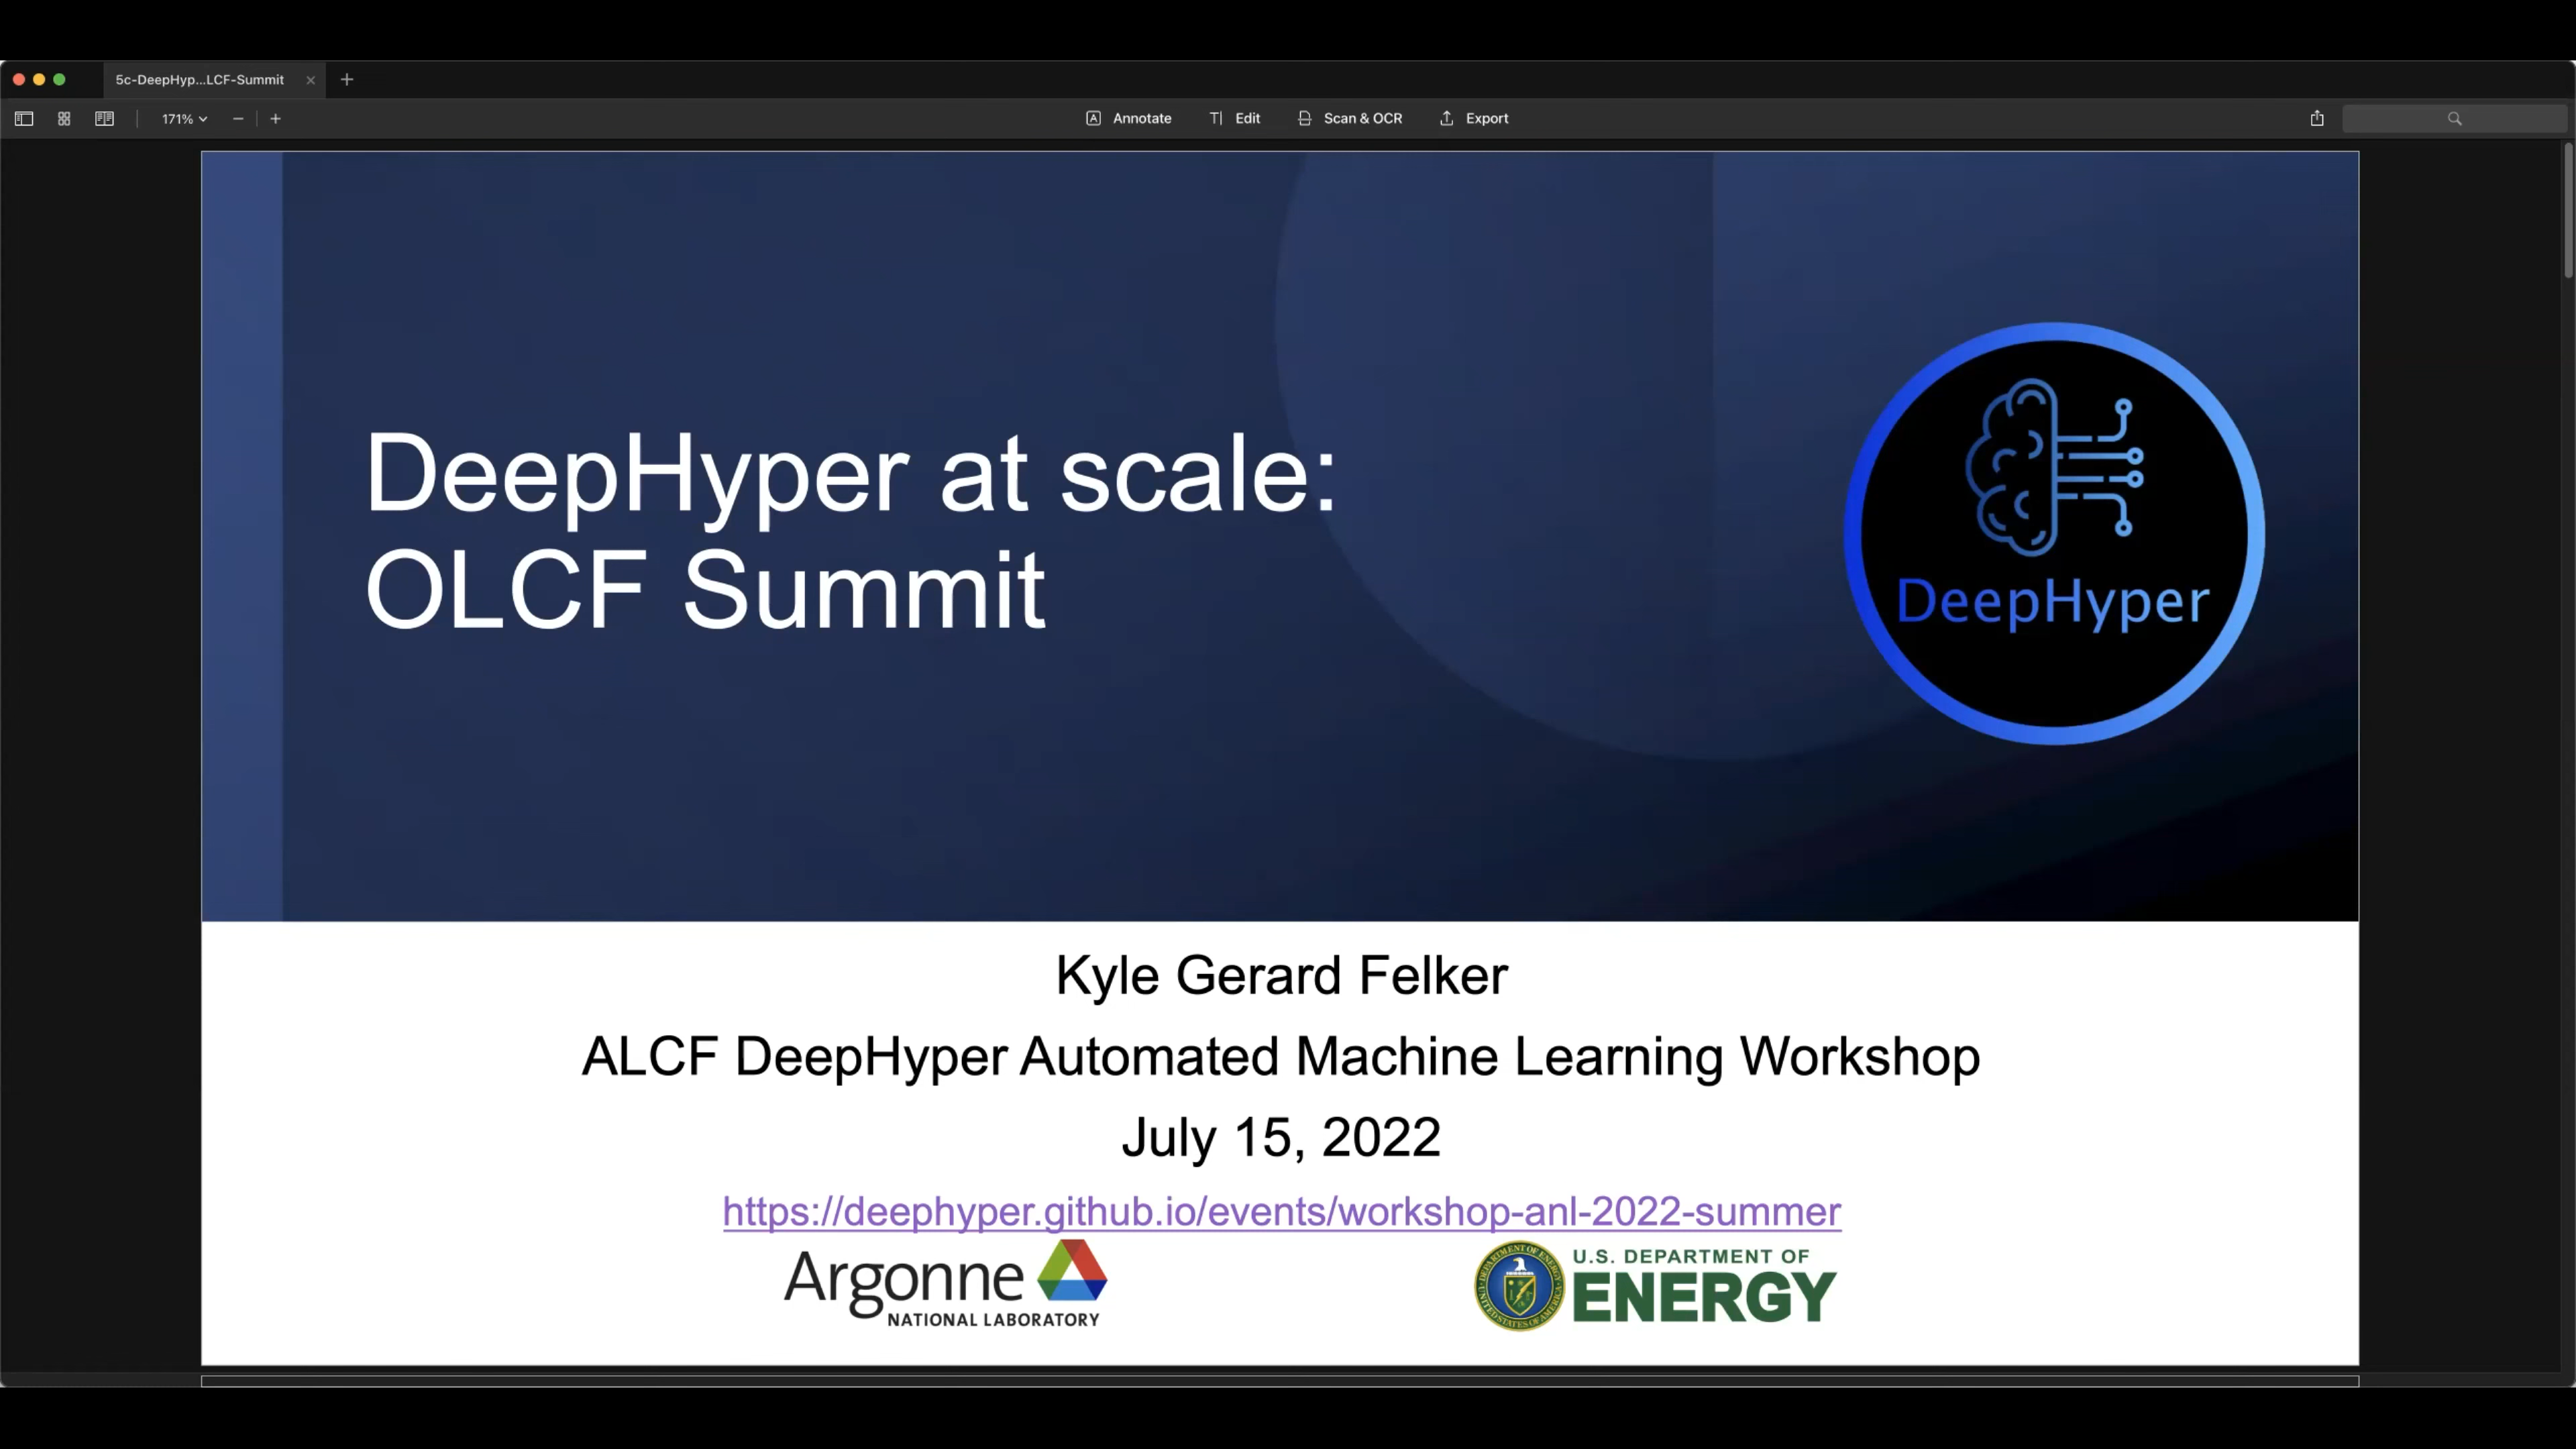 5c-DeepHyp...LCF-Summit
171%
Annotate
Edit
Scan & OCR
Export
DeepHyper at scale:
OLCF Summit
DeepHyper
Kyle Gerard Felker
ALCF DeepHyper Automated Machine Learning Workshop
July 15, 2022
https://deephyper.github.io/events/workshop-anl-2022-summer
Argonne
NATIONAL LABORATORY
U.S. DEPARTMENT OF
ENERGY